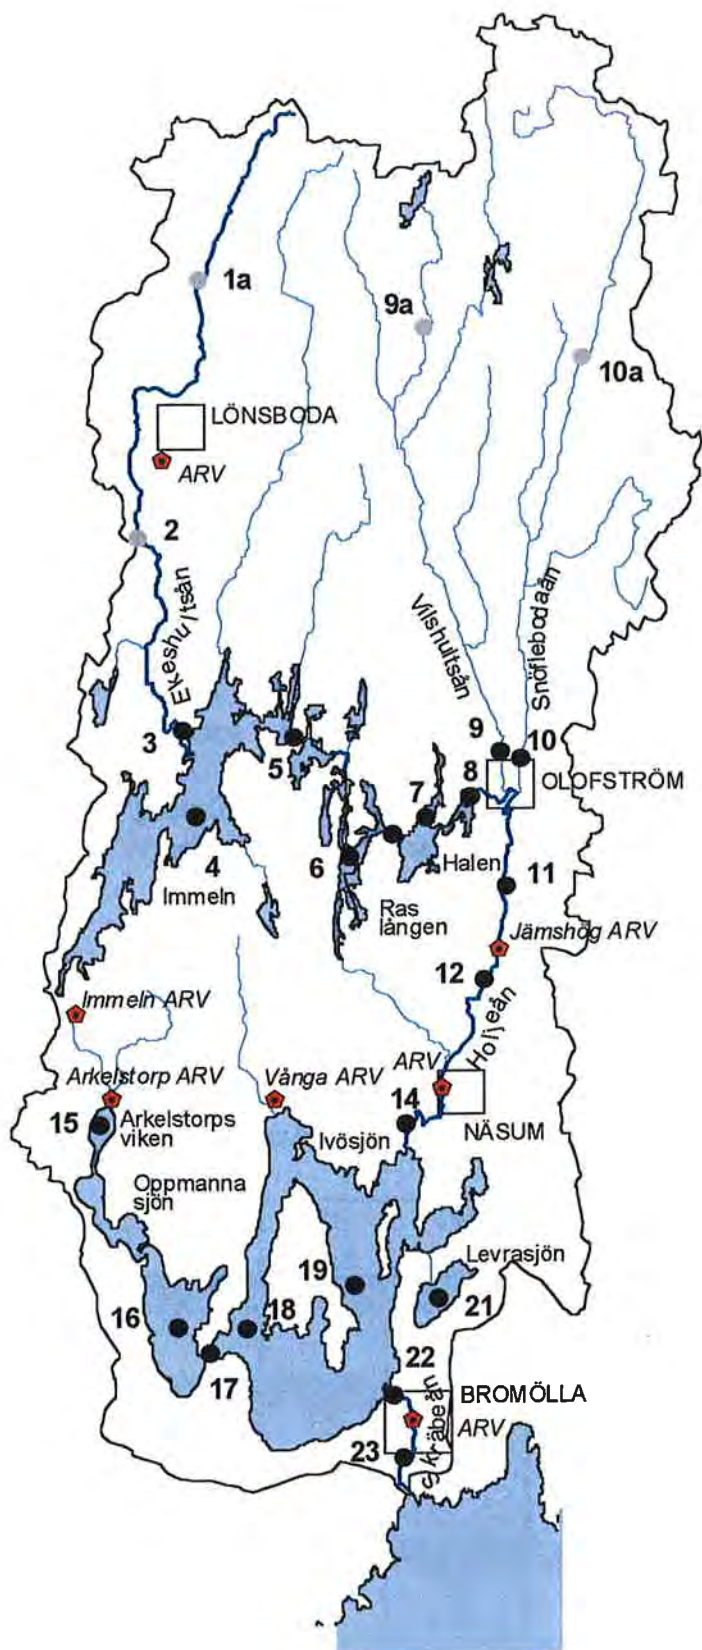 1a
9a
10a
LÖNSBODA
ARV
2
Ekeshultsån
Vilshultsån
Snöflebodaån
3
5
9
10
8
OLOFSTRÖM
7
4
6
Halen
11
Immeln
Ras
lången
Jämshög ARV
12
Immeln ARV
Holjeån
Arkelstorp ARV
Vånga ARV
ARV
14
15
Arkelstorps
viken
Ivösjön
NÄSUM
Oppmanna
sjön
Levrasjön
19
16
18
21
17
22
BROMÖLLA
ARV
23
Skräbeån